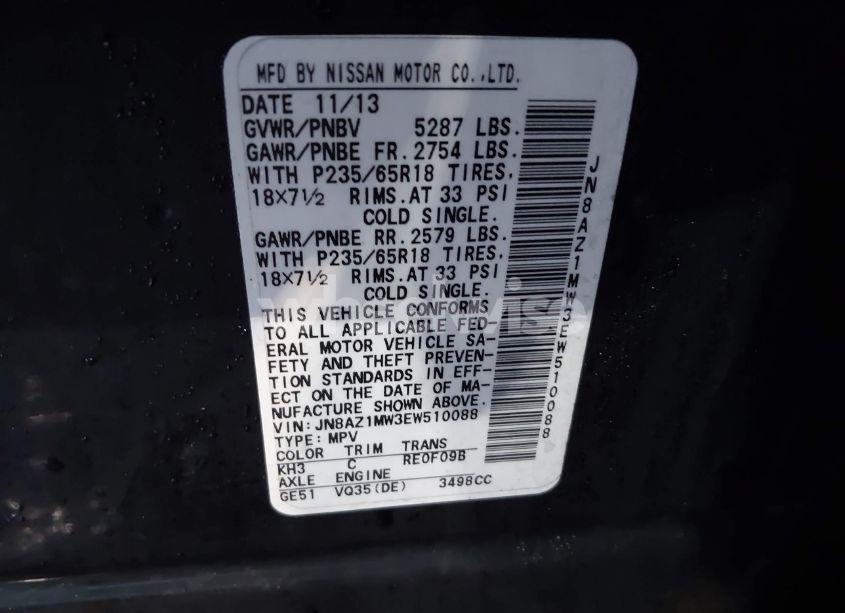 MFD BY NISSAN MOTOR CO.,LTD.
DATE 11/13
GVWR/PNBV 5287 LBS.
GAWR/PNBE FR. 2754 LBS.
WITH P235/65R18 TIRES.
18×7½ RIMS.AT 33 PSI
COLD SINGLE.
GAWR/PNBE RR. 2579 LBS.
WITH P235/65R18 TIRES.
18×7½ RIMS.AT 33 PSI
COLD SINGLE.
THIS VEHICLE CONFORMS
TO ALL APPLICABLE FED-
ERAL MOTOR VEHICLE SA-
FETY AND THEFT PREVEN-
TION STANDARDS IN EFF-
ECT ON THE DATE OF MA-
NUFACTURE SHOWN ABOVE.
VIN:JN8AZ1MW3EW510088
TYPE:MPV
COLOR TRIM TRANS
KH3 C RE0F09B
AXLE ENGINE
GE51 VQ35(DE) 3498CC
JN8AZ1MW3EW510088